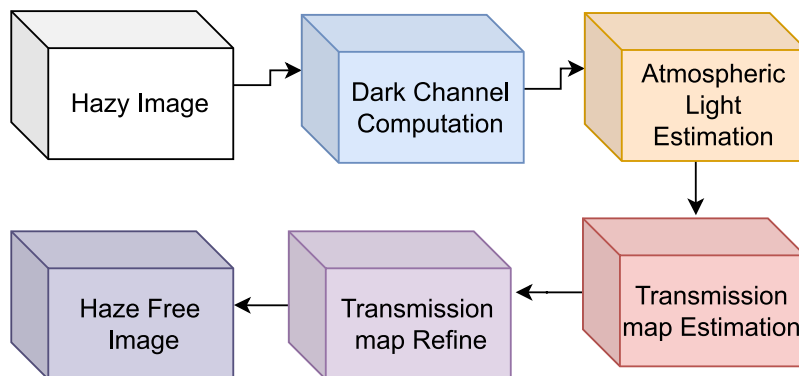 Hazy Image
Dark Channel
Computation
Atmospheric
Light
Estimation
Transmission
map Estimation
Transmission
map Refine
Haze Free
Image